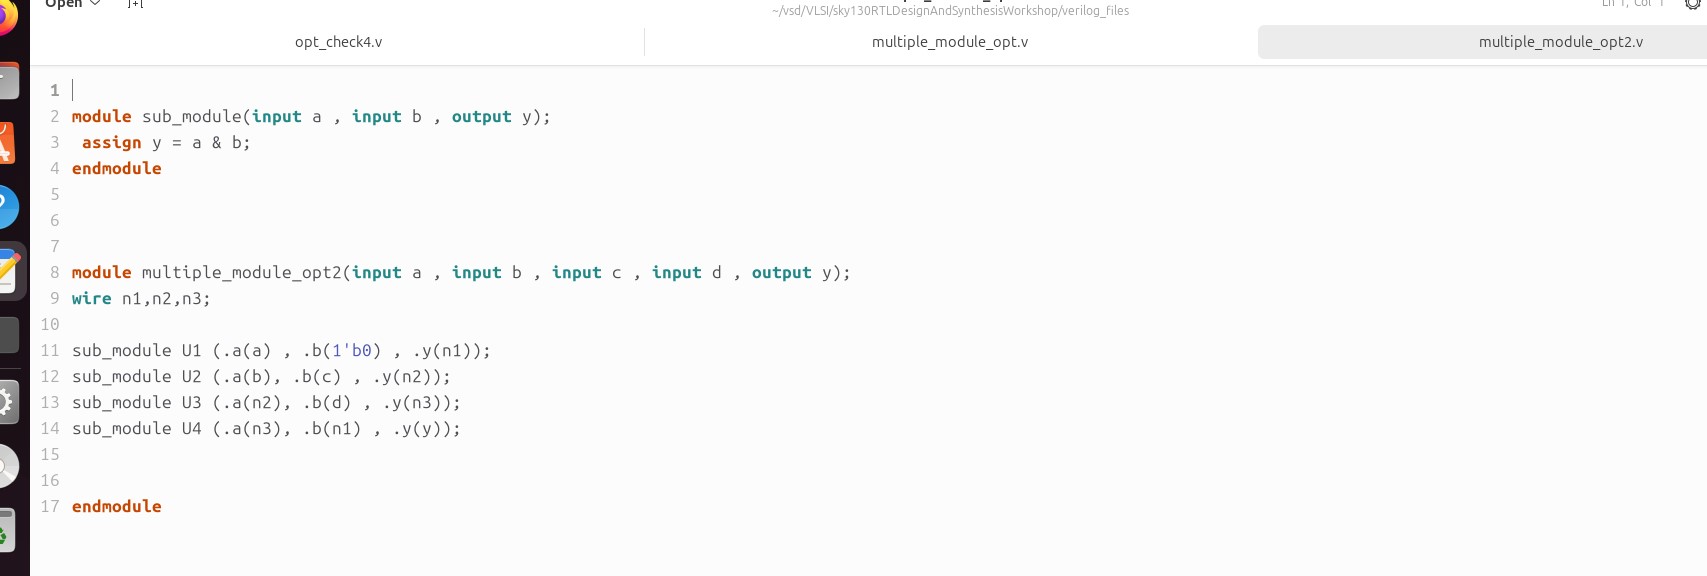 Open
~/vsd/VLSI/sky130RTLDesignAndSynthesisWorkshop/verilog_files
Ln 1, Col 1
opt_check4.v
multiple_module_opt.v
multiple_module_opt2.v
1
2 module sub_module(input a , input b , output y);
3 assign y = a & b;
4 endmodule
5
6
7
8 module multiple_module_opt2(input a , input b , input c , input d , output y);
9 wire n1,n2,n3;
10
11 sub_module U1 (.a(a) , .b(1'b0) , .y(n1));
12 sub_module U2 (.a(b), .b(c) , .y(n2));
13 sub_module U3 (.a(n2), .b(d) , .y(n3));
14 sub_module U4 (.a(n3), .b(n1) , .y(y));
15
16
17 endmodule